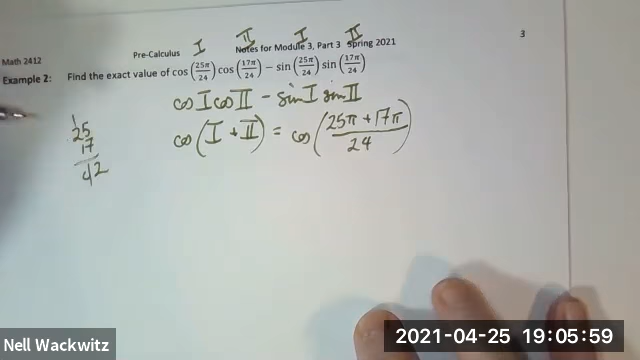 Math 2412 Pre-Calculus Notes for Module 3, Part 3 Spring 2021 3
I II I II
Example 2: Find the exact value of cos(25π/24)cos(17π/24) − sin(25π/24)sin(17π/24)
cos I cos II − sin I sin II
cos(I + II) = cos((25π + 17π)/24)
1
25
17
42
Nell Wackwitz
2021-04-25 19:05:59